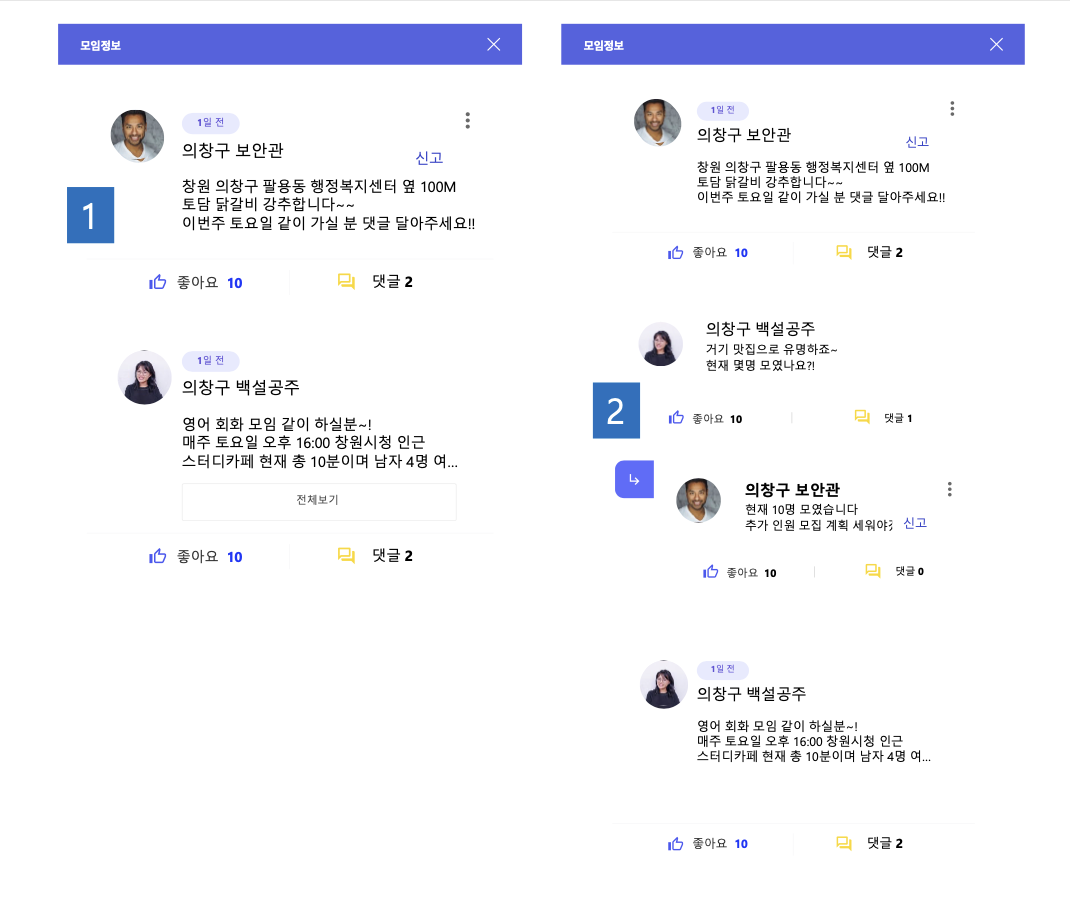 모임정보
1일 전
의창구 보안관
신고
창원 의창구 팔용동 행정복지센터 옆 100M
토담 닭갈비 강추합니다~~
이번주 토요일 같이 가실 분 댓글 달아주세요!!
1
좋아요 10
댓글 2
1일 전
의창구 백설공주
영어 회화 모임 같이 하실분~!
매주 토요일 오후 16:00 창원시청 인근
스터디카페 현재 총 10분이며 남자 4명 여...
전체보기
좋아요 10
댓글 2
모임정보
1일 전
의창구 보안관
신고
창원 의창구 팔용동 행정복지센터 옆 100M
토담 닭갈비 강추합니다~~
이번주 토요일 같이 가실 분 댓글 달아주세요!!
좋아요 10
댓글 2
의창구 백설공주
거기 맛집으로 유명하죠~
현재 몇명 모였나요?!
2
좋아요 10
댓글 1
의창구 보안관
현재 10명 모였습니다
추가 인원 모집 계획 세워야
신고
좋아요 10
댓글 0
1일 전
의창구 백설공주
영어 회화 모임 같이 하실분~!
매주 토요일 오후 16:00 창원시청 인근
스터디카페 현재 총 10분이며 남자 4명 여...
좋아요 10
댓글 2